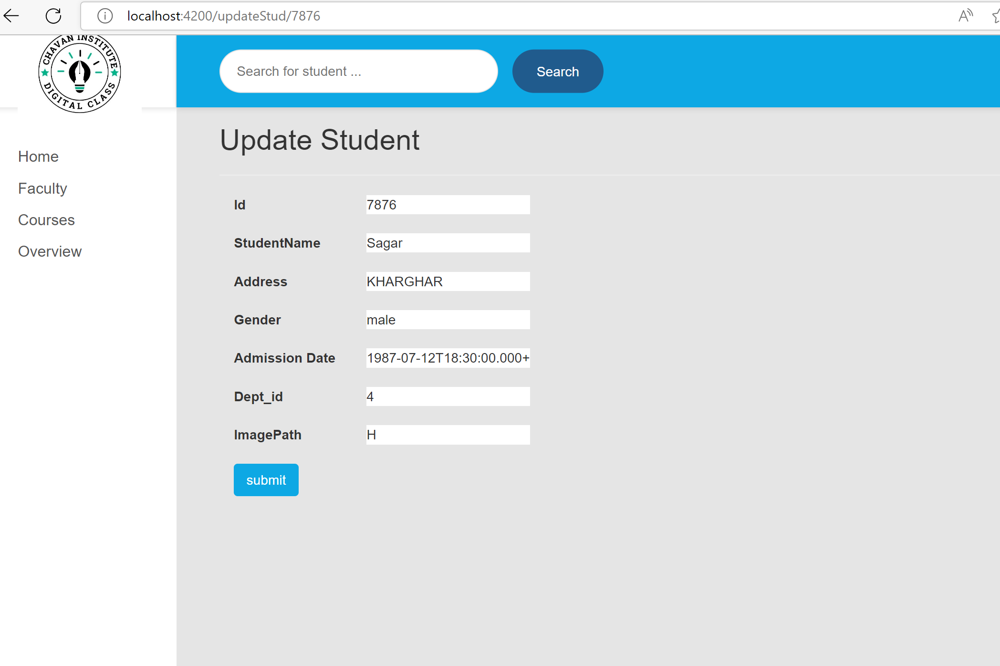 localhost:4200/updateStud/7876
CHAVAN INSTITUTE
DIGITAL CLASS
Search for student ...
Search
Home
Faculty
Courses
Overview
Update Student
Id 7876
StudentName Sagar
Address KHARGHAR
Gender male
Admission Date 1987-07-12T18:30:00.000+
Dept_id 4
ImagePath H
submit